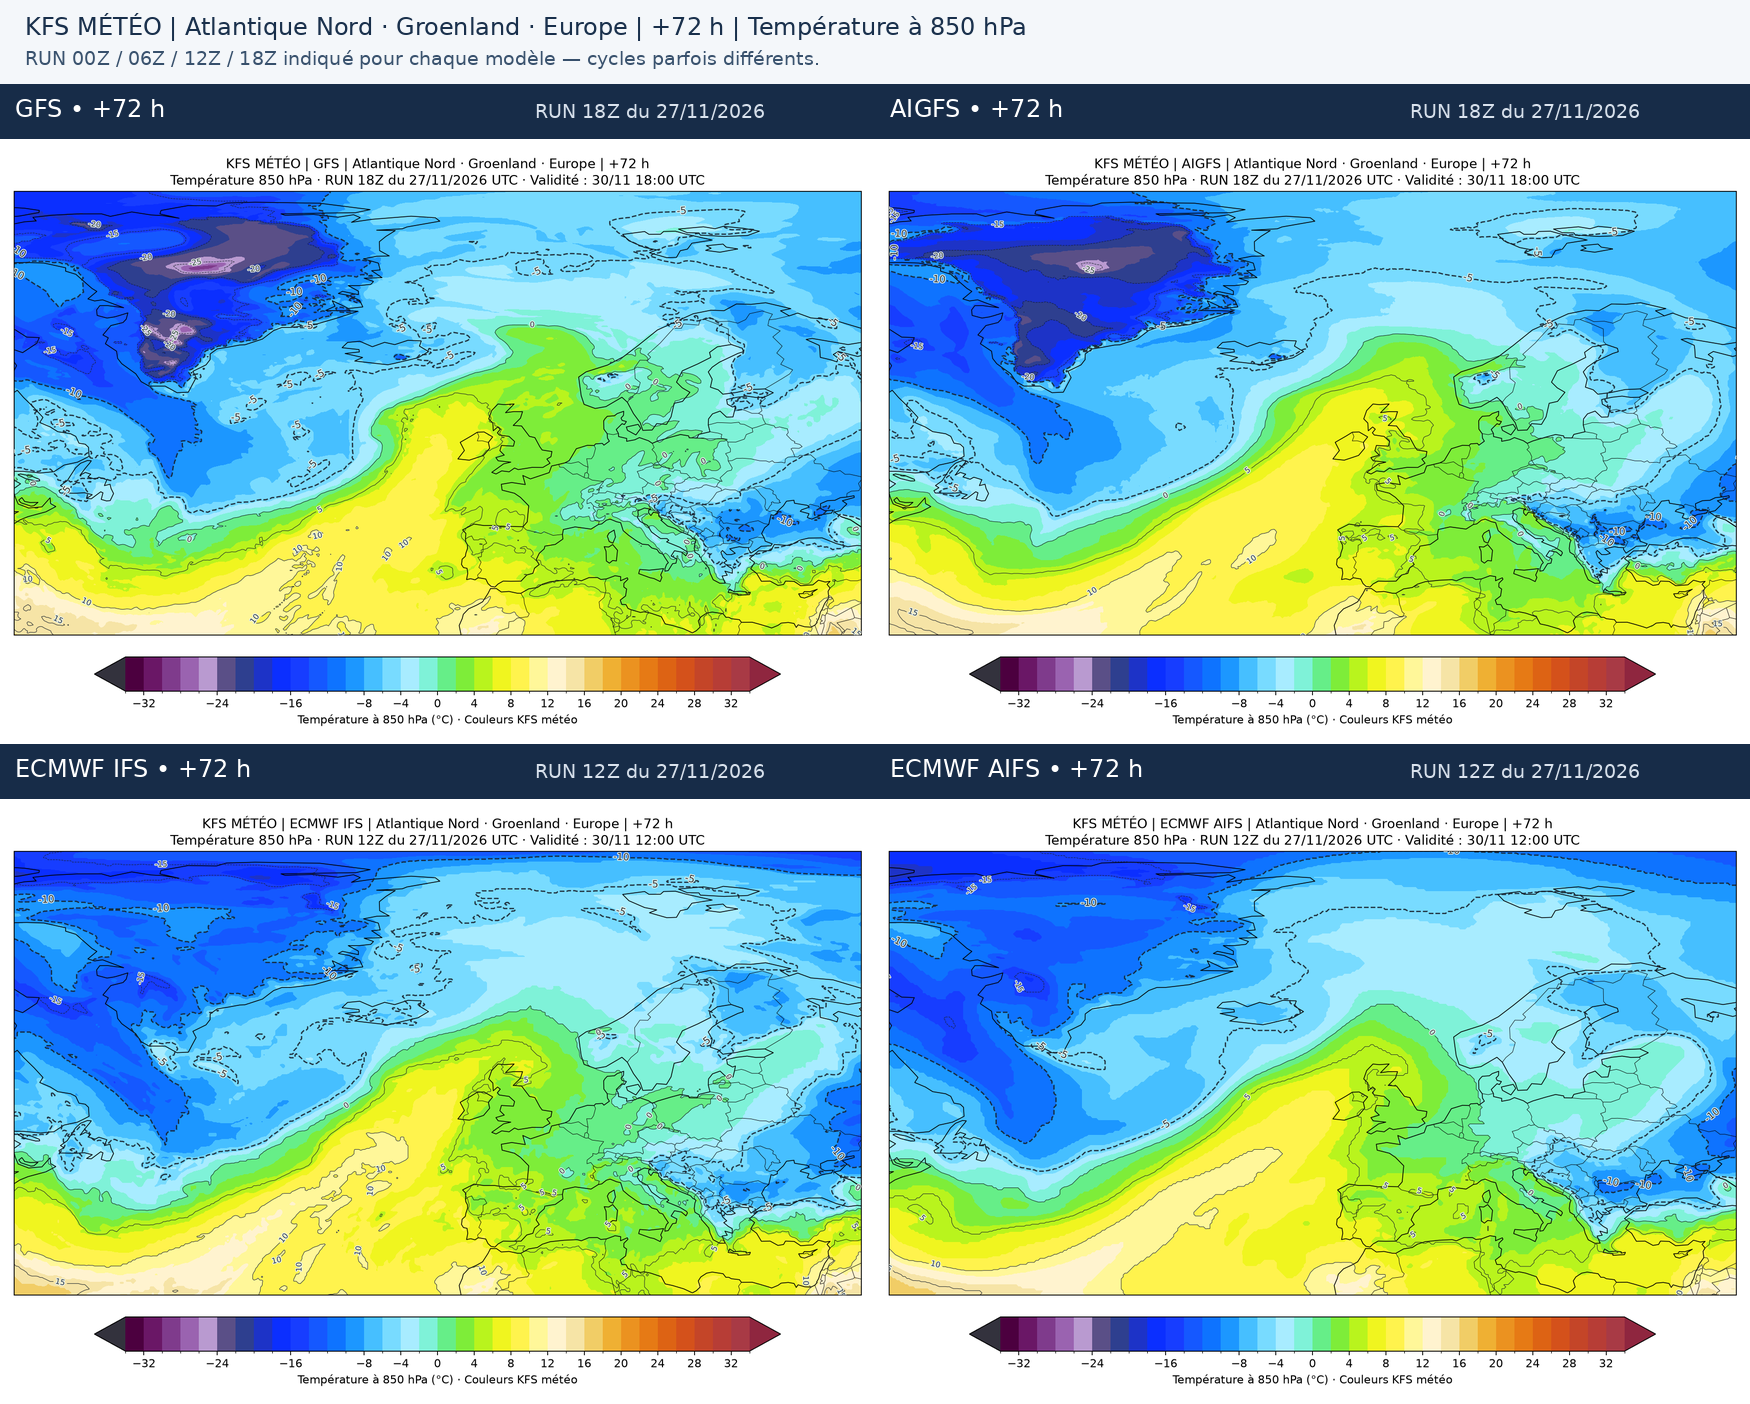 KFS MÉTÉO | Atlantique Nord · Groenland · Europe | +72 h | Température à 850 hPa
RUN 00Z / 06Z / 12Z / 18Z indiqué pour chaque modèle — cycles parfois différents.
GFS • +72 h
RUN 18Z du 27/11/2026
KFS MÉTÉO | GFS | Atlantique Nord · Groenland · Europe | +72 h
Température 850 hPa · RUN 18Z du 27/11/2026 UTC · Validité : 30/11 18:00 UTC
−32 −24 −16 −8 −4 0 4 8 12 16 20 24 28 32
Température à 850 hPa (°C) · Couleurs KFS météo
AIGFS • +72 h
RUN 18Z du 27/11/2026
KFS MÉTÉO | AIGFS | Atlantique Nord · Groenland · Europe | +72 h
Température 850 hPa · RUN 18Z du 27/11/2026 UTC · Validité : 30/11 18:00 UTC
−32 −24 −16 −8 −4 0 4 8 12 16 20 24 28 32
Température à 850 hPa (°C) · Couleurs KFS météo
ECMWF IFS • +72 h
RUN 12Z du 27/11/2026
KFS MÉTÉO | ECMWF IFS | Atlantique Nord · Groenland · Europe | +72 h
Température 850 hPa · RUN 12Z du 27/11/2026 UTC · Validité : 30/11 12:00 UTC
−32 −24 −16 −8 −4 0 4 8 12 16 20 24 28 32
Température à 850 hPa (°C) · Couleurs KFS météo
ECMWF AIFS • +72 h
RUN 12Z du 27/11/2026
KFS MÉTÉO | ECMWF AIFS | Atlantique Nord · Groenland · Europe | +72 h
Température 850 hPa · RUN 12Z du 27/11/2026 UTC · Validité : 30/11 12:00 UTC
−32 −24 −16 −8 −4 0 4 8 12 16 20 24 28 32
Température à 850 hPa (°C) · Couleurs KFS météo